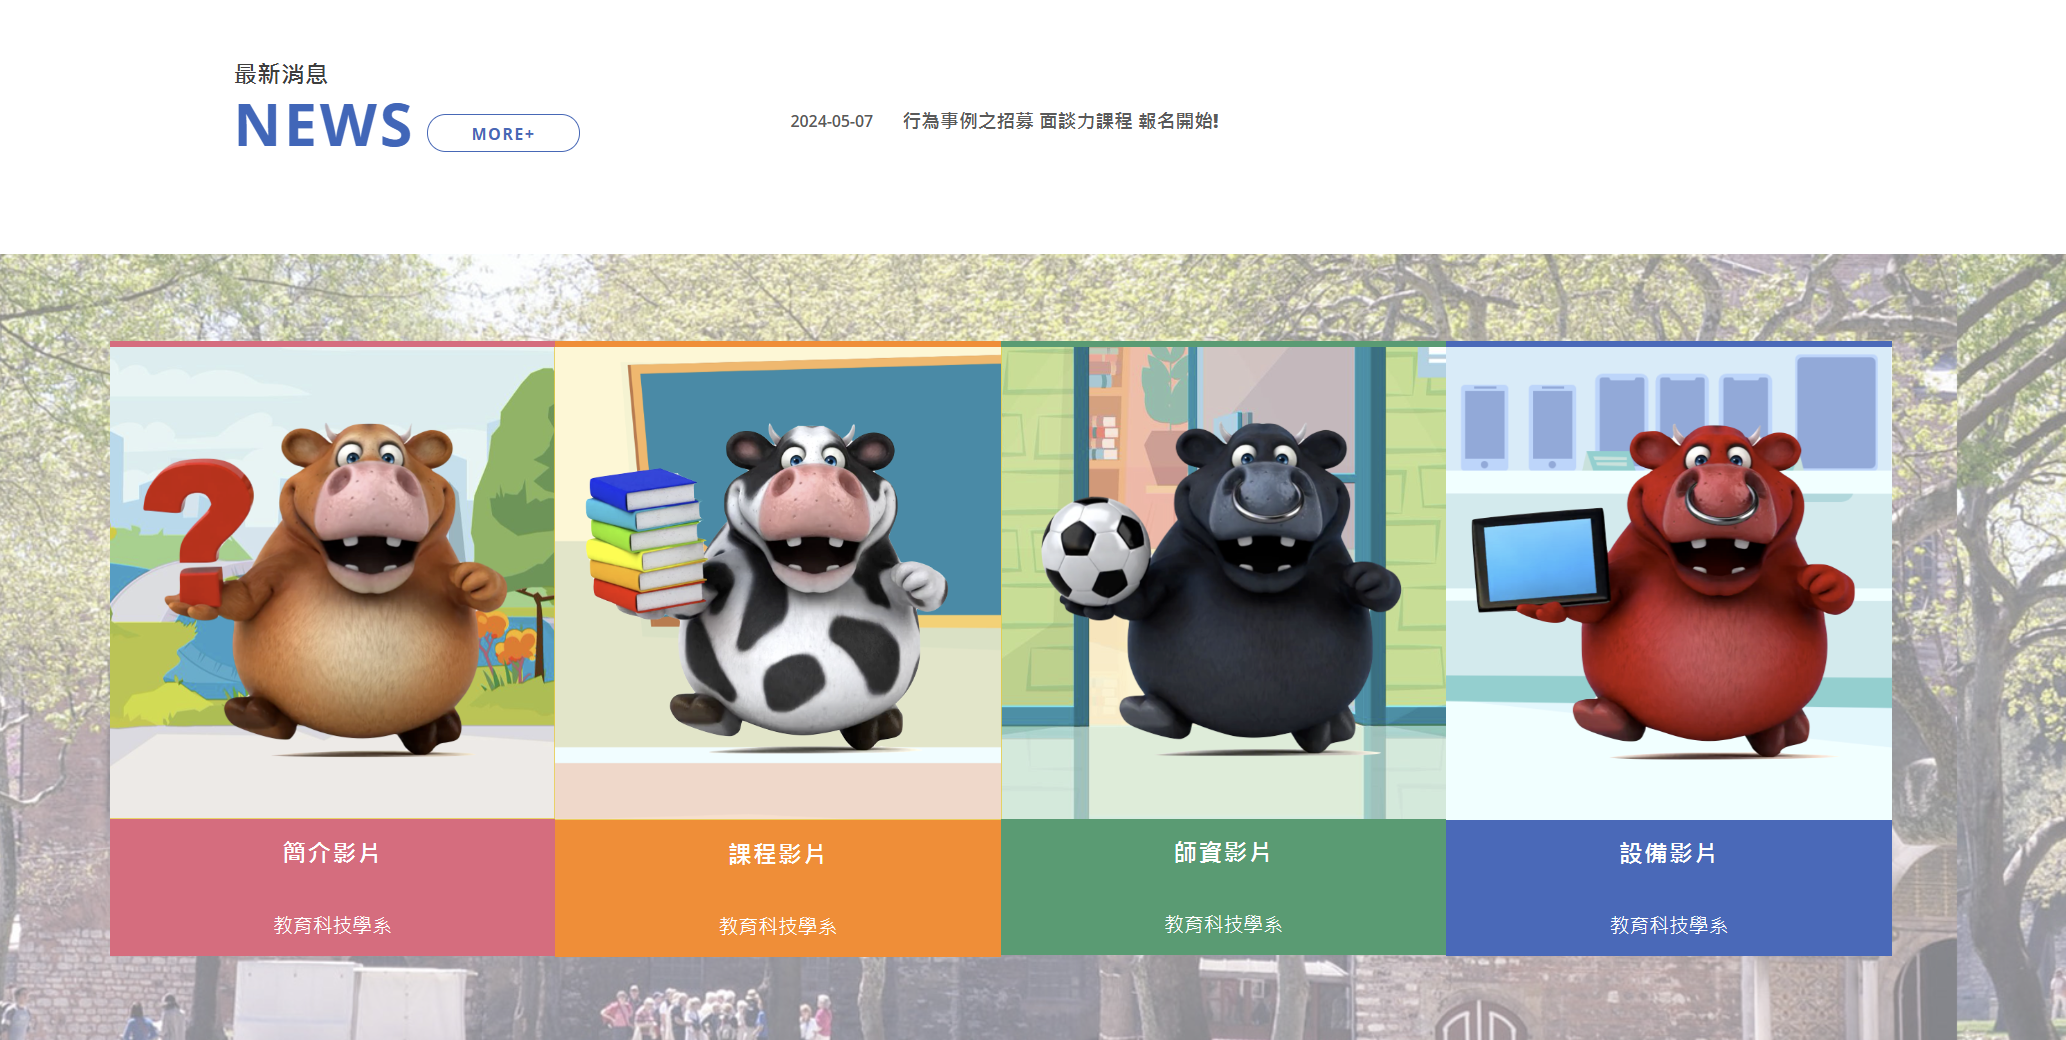 最新消息
NEWS
MORE+
2024-05-07 行為事例之招募 面談力課程 報名開始!
簡介影片
教育科技學系
課程影片
教育科技學系
師資影片
教育科技學系
設備影片
教育科技學系